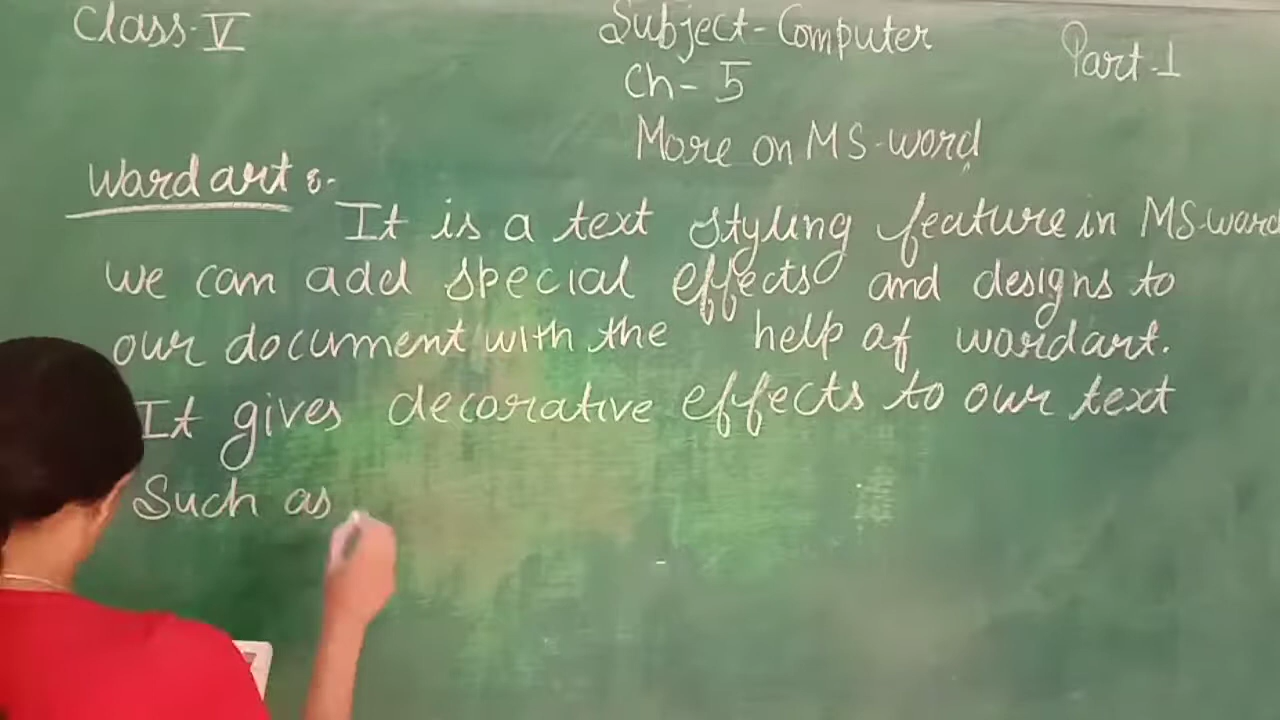 Class-V
Subject-Computer
Part-1
Ch-5
More on MS-word
Wordart :-
It is a text styling feature in MS-word
we can add special effects and designs to
our document with the help of wordart.
It gives decorative effects to our text
Such as